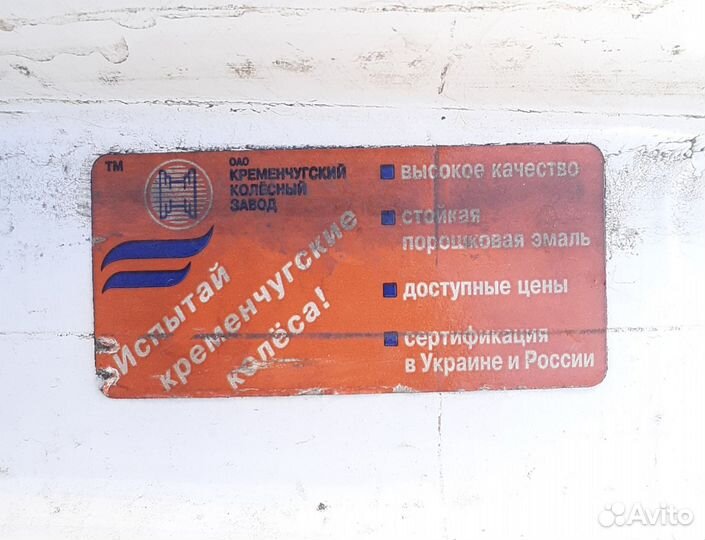 TM
ОАО
КРЕМЕНЧУГСКИЙ
КОЛЁСНЫЙ
ЗАВОД
Испытай
кременчугские
колёса!
высокое качество
стойкая
порошковая эмаль
доступные цены
сертификация
в Украине и России
Avito